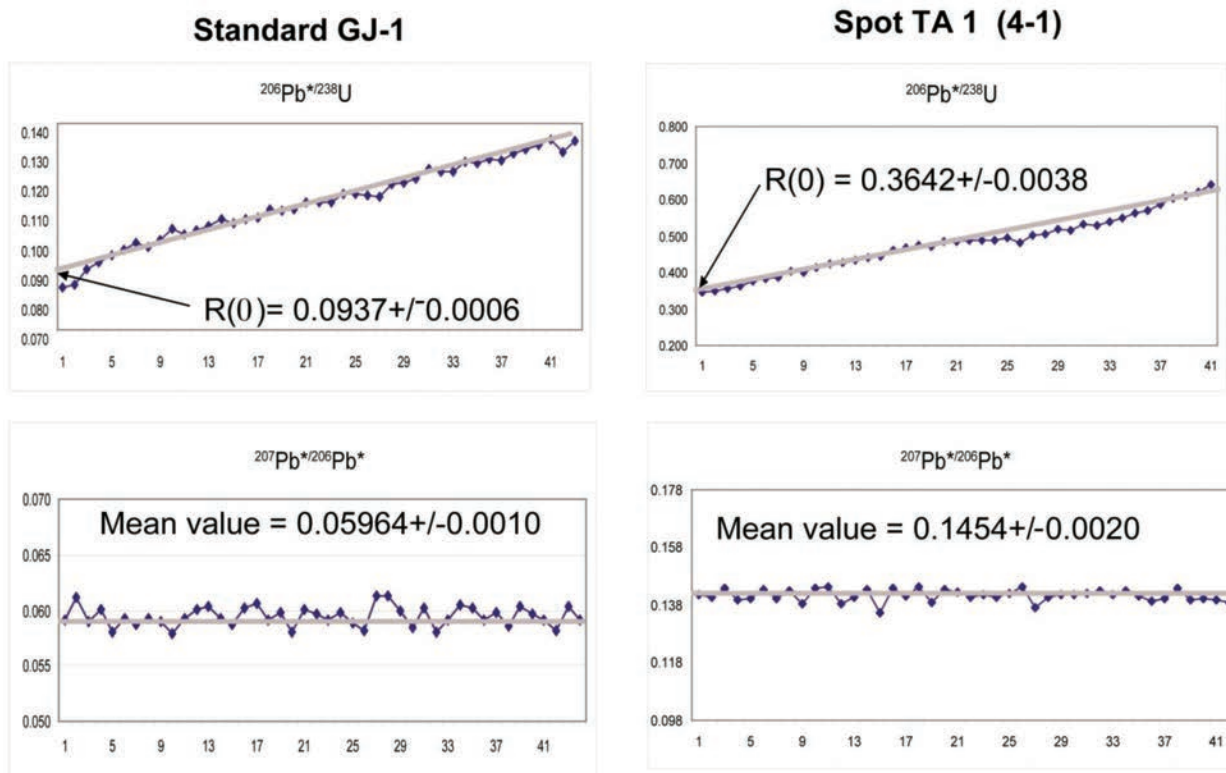 Standard GJ-1
Spot TA 1 (4-1)
206Pb*/238U
0.140
0.130
0.120
0.110
0.100
0.090
0.080
0.070
R(0)= 0.0937+/-0.0006
1 5 9 13 17 21 25 29 33 37 41
206Pb*/238U
0.800
0.700
0.600
0.500
0.400
0.300
0.200
R(0) = 0.3642+/-0.0038
1 5 9 13 17 21 25 29 33 37 41
207Pb*/206Pb*
0.070
0.065
0.060
0.055
0.050
Mean value = 0.05964+/-0.0010
1 5 9 13 17 21 25 29 33 37 41
207Pb*/206Pb*
0.178
0.158
0.138
0.118
0.098
Mean value = 0.1454+/-0.0020
1 5 9 13 17 21 25 29 33 37 41